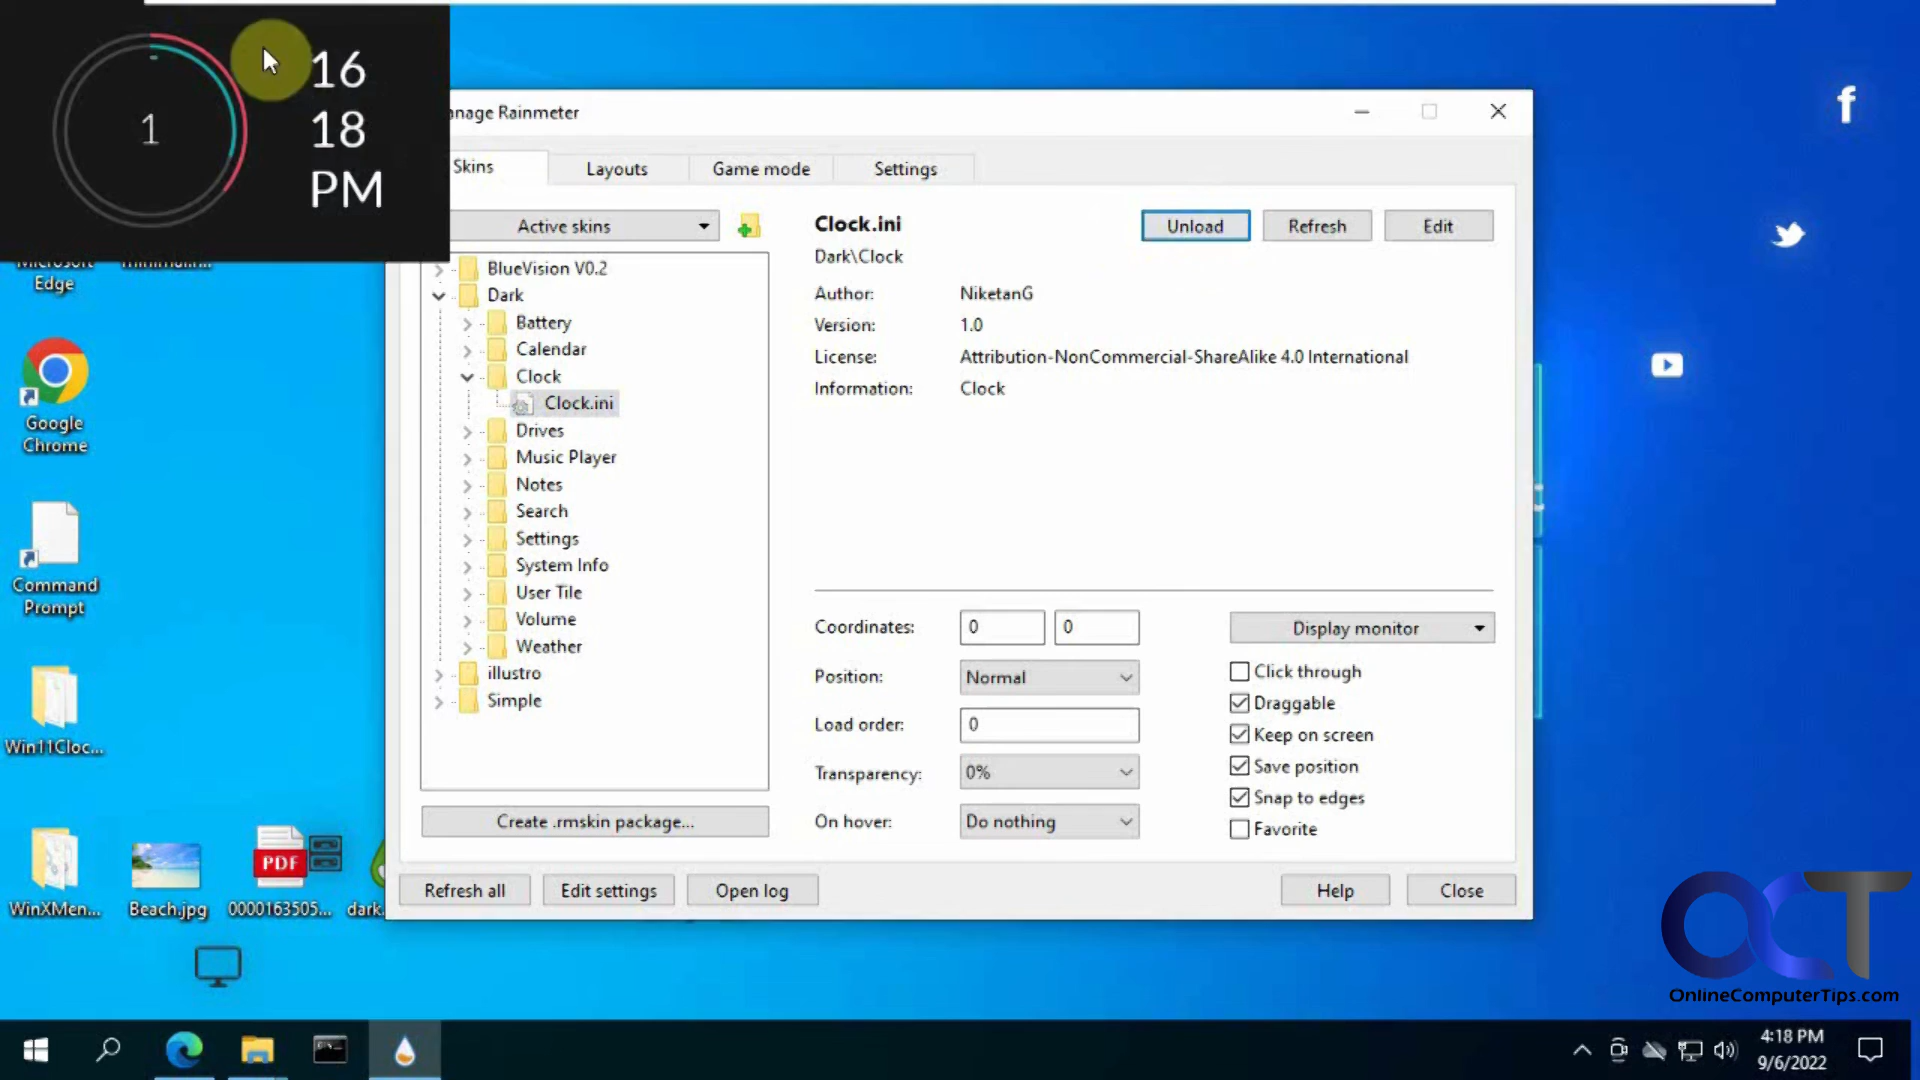 1
16
18
PM
anage Rainmeter
Skins
Layouts
Game mode
Settings
Active skins
Clock.ini
Unload
Refresh
Edit
Dark\Clock
Author: NiketanG
Version: 1.0
License: Attribution-NonCommercial-ShareAlike 4.0 International
Information: Clock
BlueVision V0.2
Dark
Battery
Calendar
Clock
Clock.ini
Drives
Music Player
Notes
Search
Settings
System Info
User Tile
Volume
Weather
illustro
Simple
Create .rmskin package...
Coordinates: 0 0
Display monitor
Position: Normal
Load order: 0
Transparency: 0%
On hover: Do nothing
Click through
Draggable
Keep on screen
Save position
Snap to edges
Favorite
Refresh all
Edit settings
Open log
Help
Close
Microsoft
Edge
minimal.r...
Google
Chrome
Command
Prompt
Win11Cloc...
WinXMen...
Beach.jpg
PDF
0000163505...
dark.
f
OCT
OnlineComputerTips.com
4:18 PM
9/6/2022